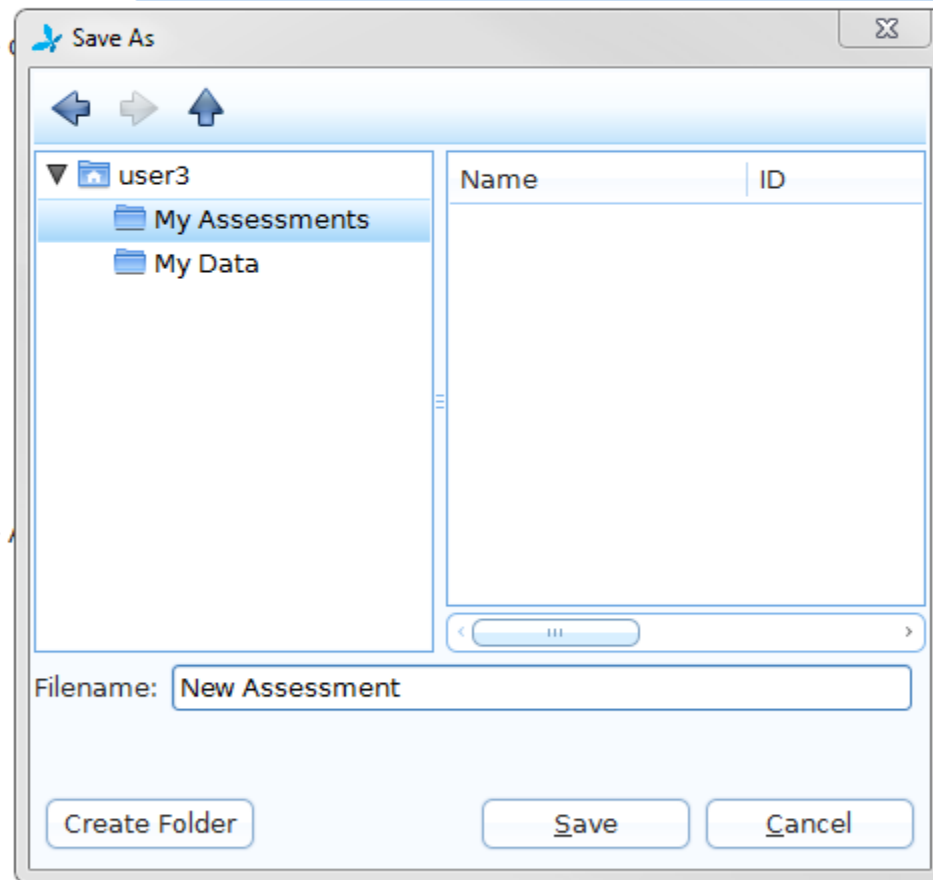 Save As
user3
My Assessments
My Data
Name ID
Filename: New Assessment
Create Folder Save Cancel